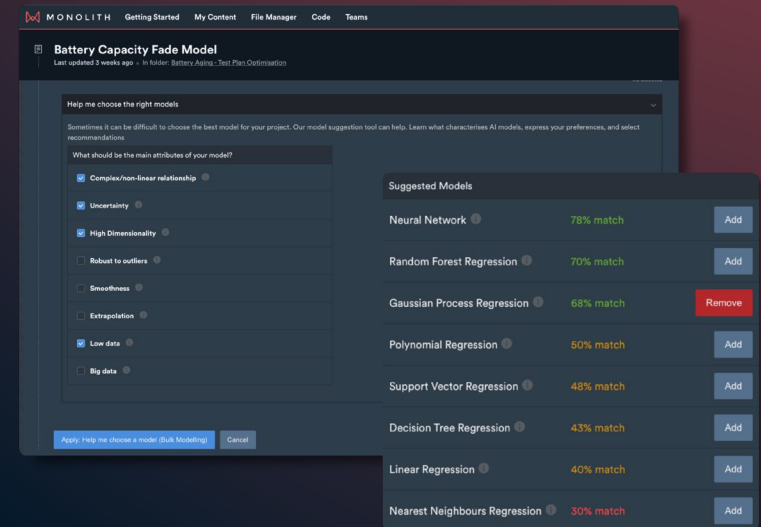 MONOLITH Getting Started My Content File Manager Code Teams
Battery Capacity Fade Model
Last updated 3 weeks ago In folder: Battery Aging - Test Plan Optimisation
Help me choose the right models
Sometimes it can be difficult to choose the best model for your project. Our model suggestion tool can help. Learn what characterises AI models, express your preferences, and select
recommendations
What should be the main attributes of your model?
Complex/non-linear relationship
Uncertainty
High Dimensionality
Robust to outliers
Smoothness
Extrapolation
Low data
Big data
Apply: Help me choose a model (Bulk Modelling) Cancel
Suggested Models
Neural Network 78% match Add
Random Forest Regression 70% match Add
Gaussian Process Regression 68% match Remove
Polynomial Regression 50% match Add
Support Vector Regression 48% match Add
Decision Tree Regression 43% match Add
Linear Regression 40% match Add
Nearest Neighbours Regression 30% match Add